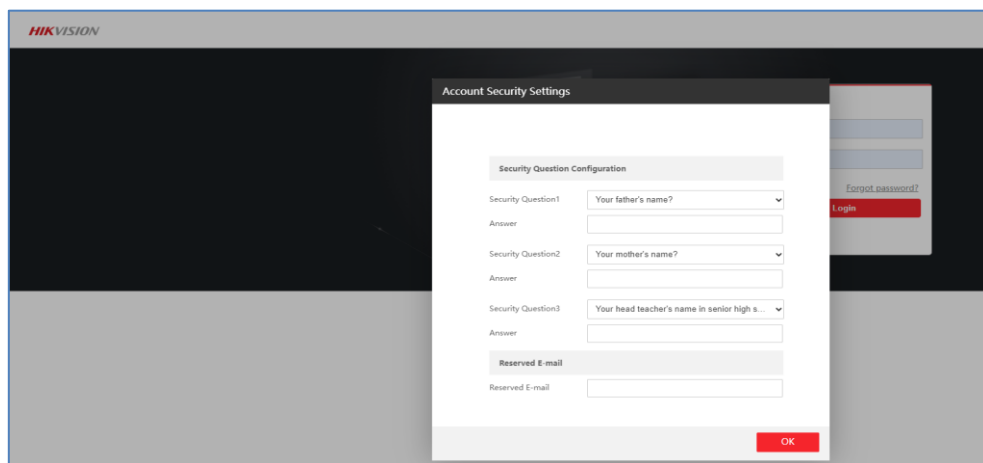 HIKVISION
Account Security Settings
Security Question Configuration
Security Question1 Your father's name?
Answer
Security Question2 Your mother's name?
Answer
Security Question3 Your head teacher's name in senior high s...
Answer
Reserved E-mail
Reserved E-mail
OK
Forgot password?
Login